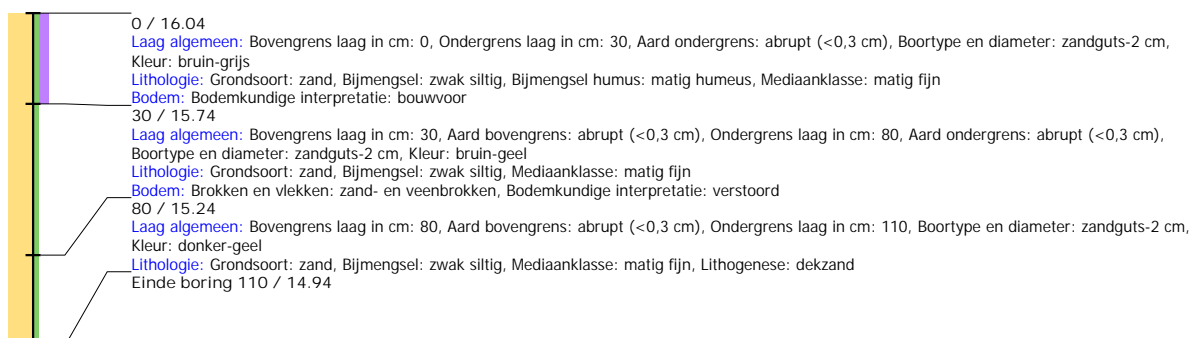 0 / 16.04
Laag algemeen: Bovengrens laag in cm: 0, Ondergrens laag in cm: 30, Aard ondergrens: abrupt (<0,3 cm), Boortype en diameter: zandguts-2 cm,
Kleur: bruin-grijs
Lithologie: Grondsoort: zand, Bijmengsel: zwak siltig, Bijmengsel humus: matig humeus, Mediaanklasse: matig fijn
Bodem: Bodemkundige interpretatie: bouwvoor
30 / 15.74
Laag algemeen: Bovengrens laag in cm: 30, Aard bovengrens: abrupt (<0,3 cm), Ondergrens laag in cm: 80, Aard ondergrens: abrupt (<0,3 cm),
Boortype en diameter: zandguts-2 cm, Kleur: bruin-geel
Lithologie: Grondsoort: zand, Bijmengsel: zwak siltig, Mediaanklasse: matig fijn
Bodem: Brokken en vlekken: zand- en veenbrokken, Bodemkundige interpretatie: verstoord
80 / 15.24
Laag algemeen: Bovengrens laag in cm: 80, Aard bovengrens: abrupt (<0,3 cm), Ondergrens laag in cm: 110, Boortype en diameter: zandguts-2 cm,
Kleur: donker-geel
Lithologie: Grondsoort: zand, Bijmengsel: zwak siltig, Mediaanklasse: matig fijn, Lithogenese: dekzand
Einde boring 110 / 14.94